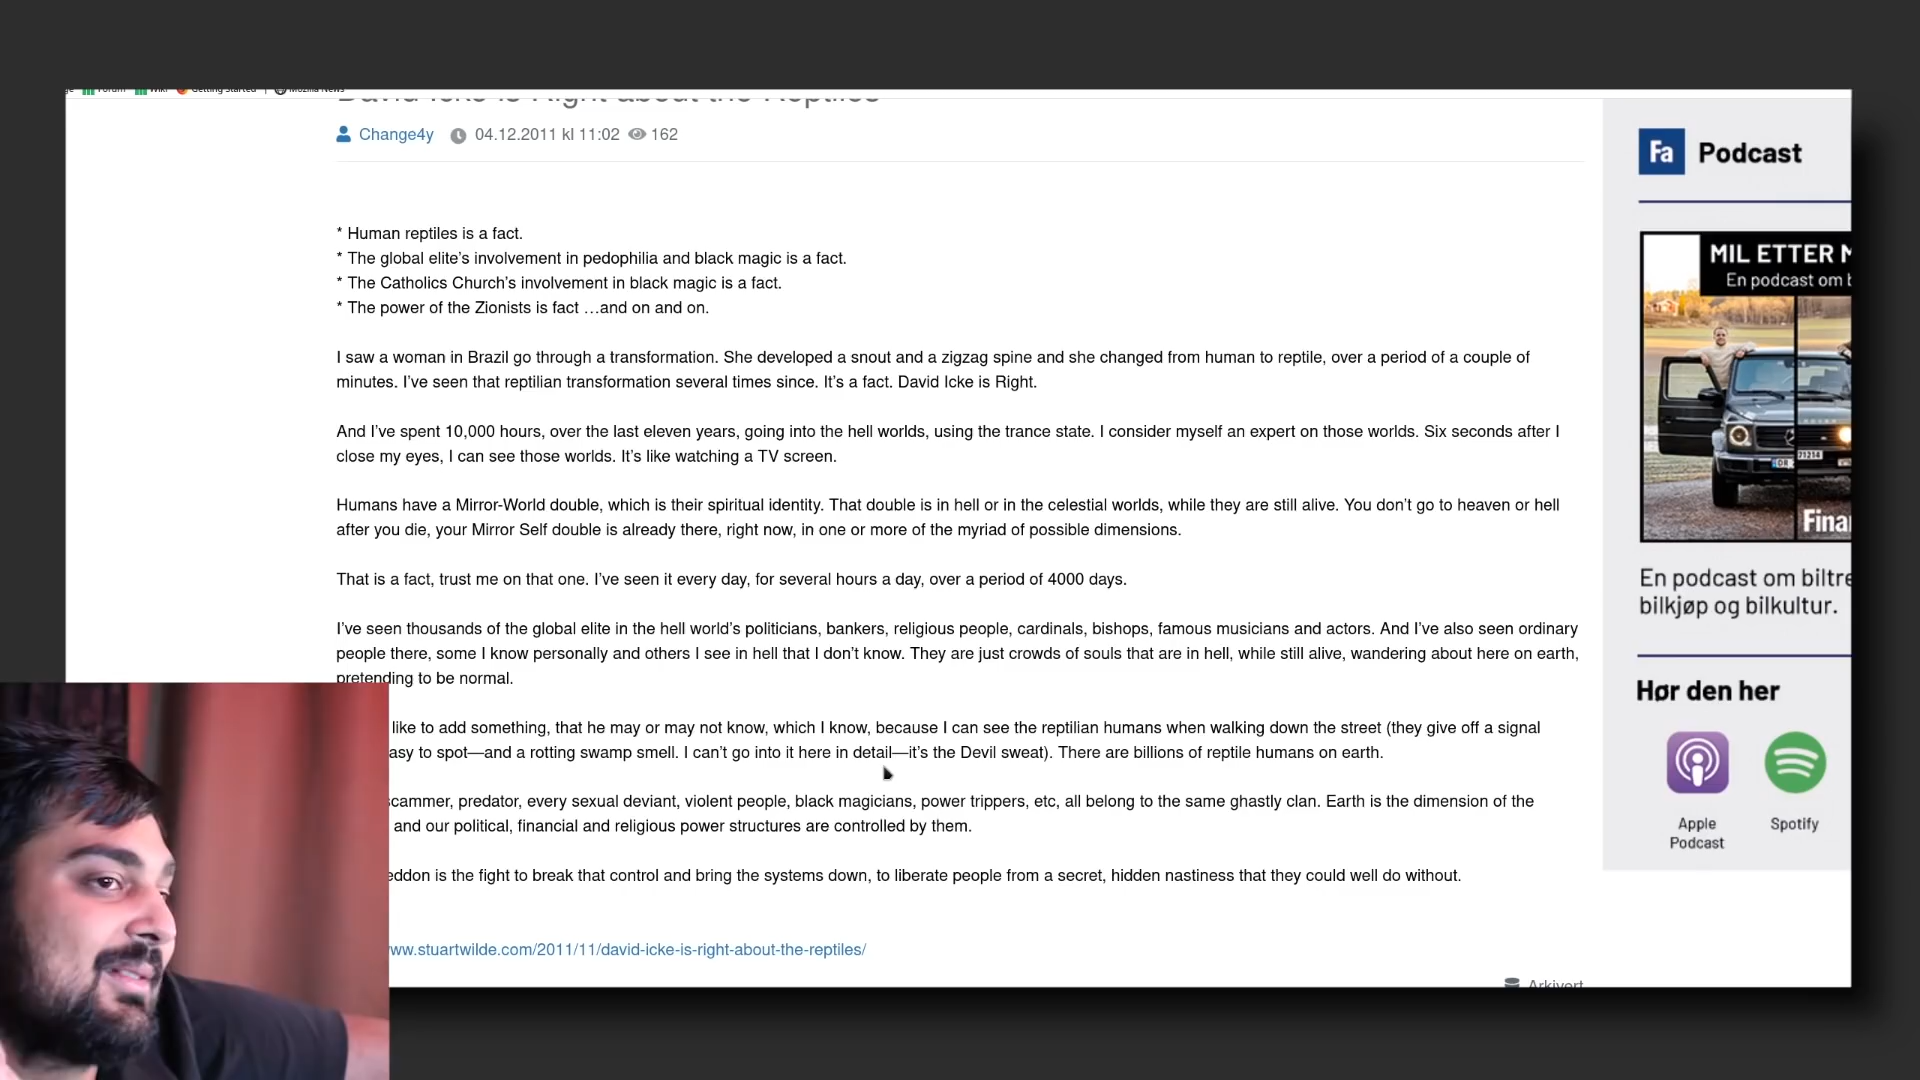 Forum Wiki Getting Started Mozilla News
David Icke is Right about the Reptiles
Change4y 04.12.2011 kl 11:02 162
* Human reptiles is a fact.
* The global elite’s involvement in pedophilia and black magic is a fact.
* The Catholics Church’s involvement in black magic is a fact.
* The power of the Zionists is fact …and on and on.
I saw a woman in Brazil go through a transformation. She developed a snout and a zigzag spine and she changed from human to reptile, over a period of a couple of
minutes. I’ve seen that reptilian transformation several times since. It’s a fact. David Icke is Right.
And I’ve spent 10,000 hours, over the last eleven years, going into the hell worlds, using the trance state. I consider myself an expert on those worlds. Six seconds after I
close my eyes, I can see those worlds. It’s like watching a TV screen.
Humans have a Mirror-World double, which is their spiritual identity. That double is in hell or in the celestial worlds, while they are still alive. You don’t go to heaven or hell
after you die, your Mirror Self double is already there, right now, in one or more of the myriad of possible dimensions.
That is a fact, trust me on that one. I’ve seen it every day, for several hours a day, over a period of 4000 days.
I’ve seen thousands of the global elite in the hell world’s politicians, bankers, religious people, cardinals, bishops, famous musicians and actors. And I’ve also seen ordinary
people there, some I know personally and others I see in hell that I don’t know. They are just crowds of souls that are in hell, while still alive, wandering about here on earth,
pretending to be normal.
like to add something, that he may or may not know, which I know, because I can see the reptilian humans when walking down the street (they give off a signal
asy to spot—and a rotting swamp smell. I can’t go into it here in detail—it’s the Devil sweat). There are billions of reptile humans on earth.
scammer, predator, every sexual deviant, violent people, black magicians, power trippers, etc, all belong to the same ghastly clan. Earth is the dimension of the
and our political, financial and religious power structures are controlled by them.
eddon is the fight to break that control and bring the systems down, to liberate people from a secret, hidden nastiness that they could well do without.
ww.stuartwilde.com/2011/11/david-icke-is-right-about-the-reptiles/
Arkivert
Fa Podcast
MIL ETTER M
En podcast om b
71214
Fina
En podcast om biltre
bilkjøp og bilkultur.
Hør den her
Apple
Podcast
Spotify